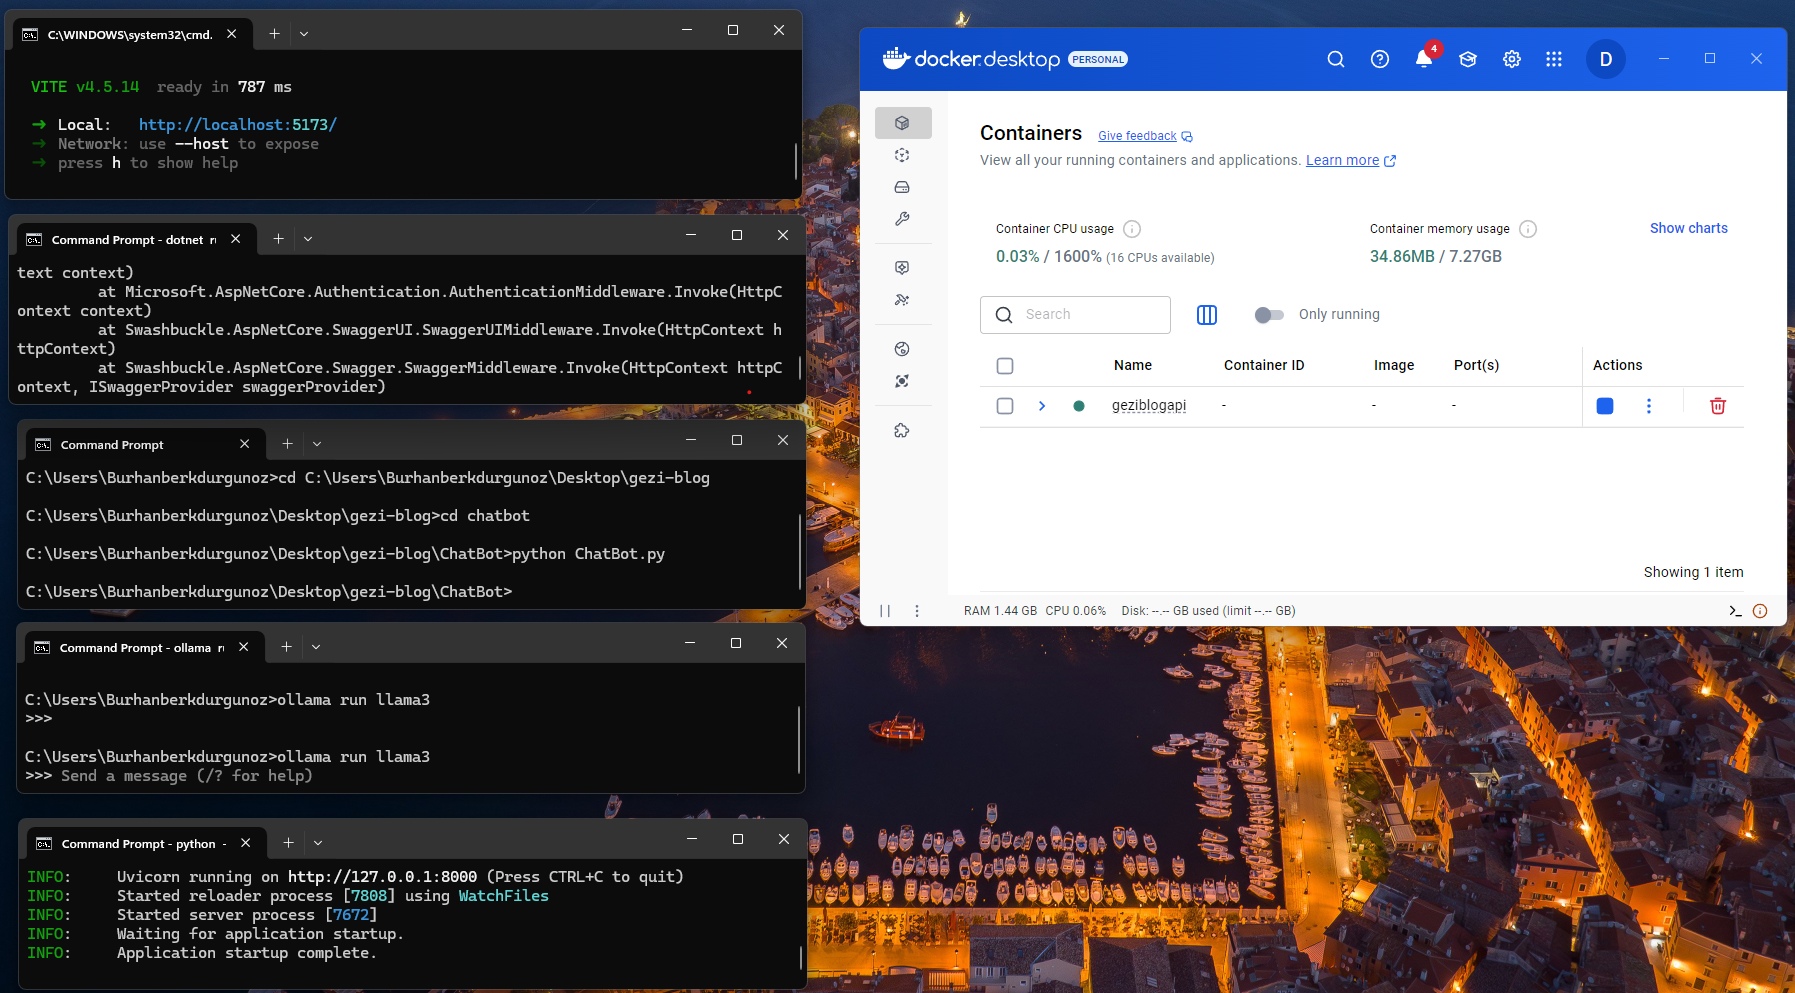 C:\WINDOWS\system32\cmd.
VITE v4.5.14 ready in 787 ms
➜ Local: http://localhost:5173/
➜ Network: use --host to expose
➜ press h to show help
Command Prompt - dotnet ru
text context)
at Microsoft.AspNetCore.Authentication.AuthenticationMiddleware.Invoke(HttpC
ontext context)
at Swashbuckle.AspNetCore.SwaggerUI.SwaggerUIMiddleware.Invoke(HttpContext h
ttpContext)
at Swashbuckle.AspNetCore.Swagger.SwaggerMiddleware.Invoke(HttpContext httpC
ontext, ISwaggerProvider swaggerProvider)
Command Prompt
C:\Users\Burhanberkdurgunoz>cd C:\Users\Burhanberkdurgunoz\Desktop\gezi-blog
C:\Users\Burhanberkdurgunoz\Desktop\gezi-blog>cd chatbot
C:\Users\Burhanberkdurgunoz\Desktop\gezi-blog\ChatBot>python ChatBot.py
C:\Users\Burhanberkdurgunoz\Desktop\gezi-blog\ChatBot>
Command Prompt - ollama ru
C:\Users\Burhanberkdurgunoz>ollama run llama3
>>>
C:\Users\Burhanberkdurgunoz>ollama run llama3
>>> Send a message (/? for help)
Command Prompt - python -
INFO: Uvicorn running on http://127.0.0.1:8000 (Press CTRL+C to quit)
INFO: Started reloader process [7808] using WatchFiles
INFO: Started server process [7672]
INFO: Waiting for application startup.
INFO: Application startup complete.
docker.desktop PERSONAL
4
D
Containers Give feedback
View all your running containers and applications. Learn more
Container CPU usage
0.03% / 1600% (16 CPUs available)
Container memory usage
34.86MB / 7.27GB
Show charts
Search
Only running
Name Container ID Image Port(s) Actions
geziblogapi - - -
Showing 1 item
RAM 1.44 GB CPU 0.06% Disk: --.-- GB used (limit --.-- GB)